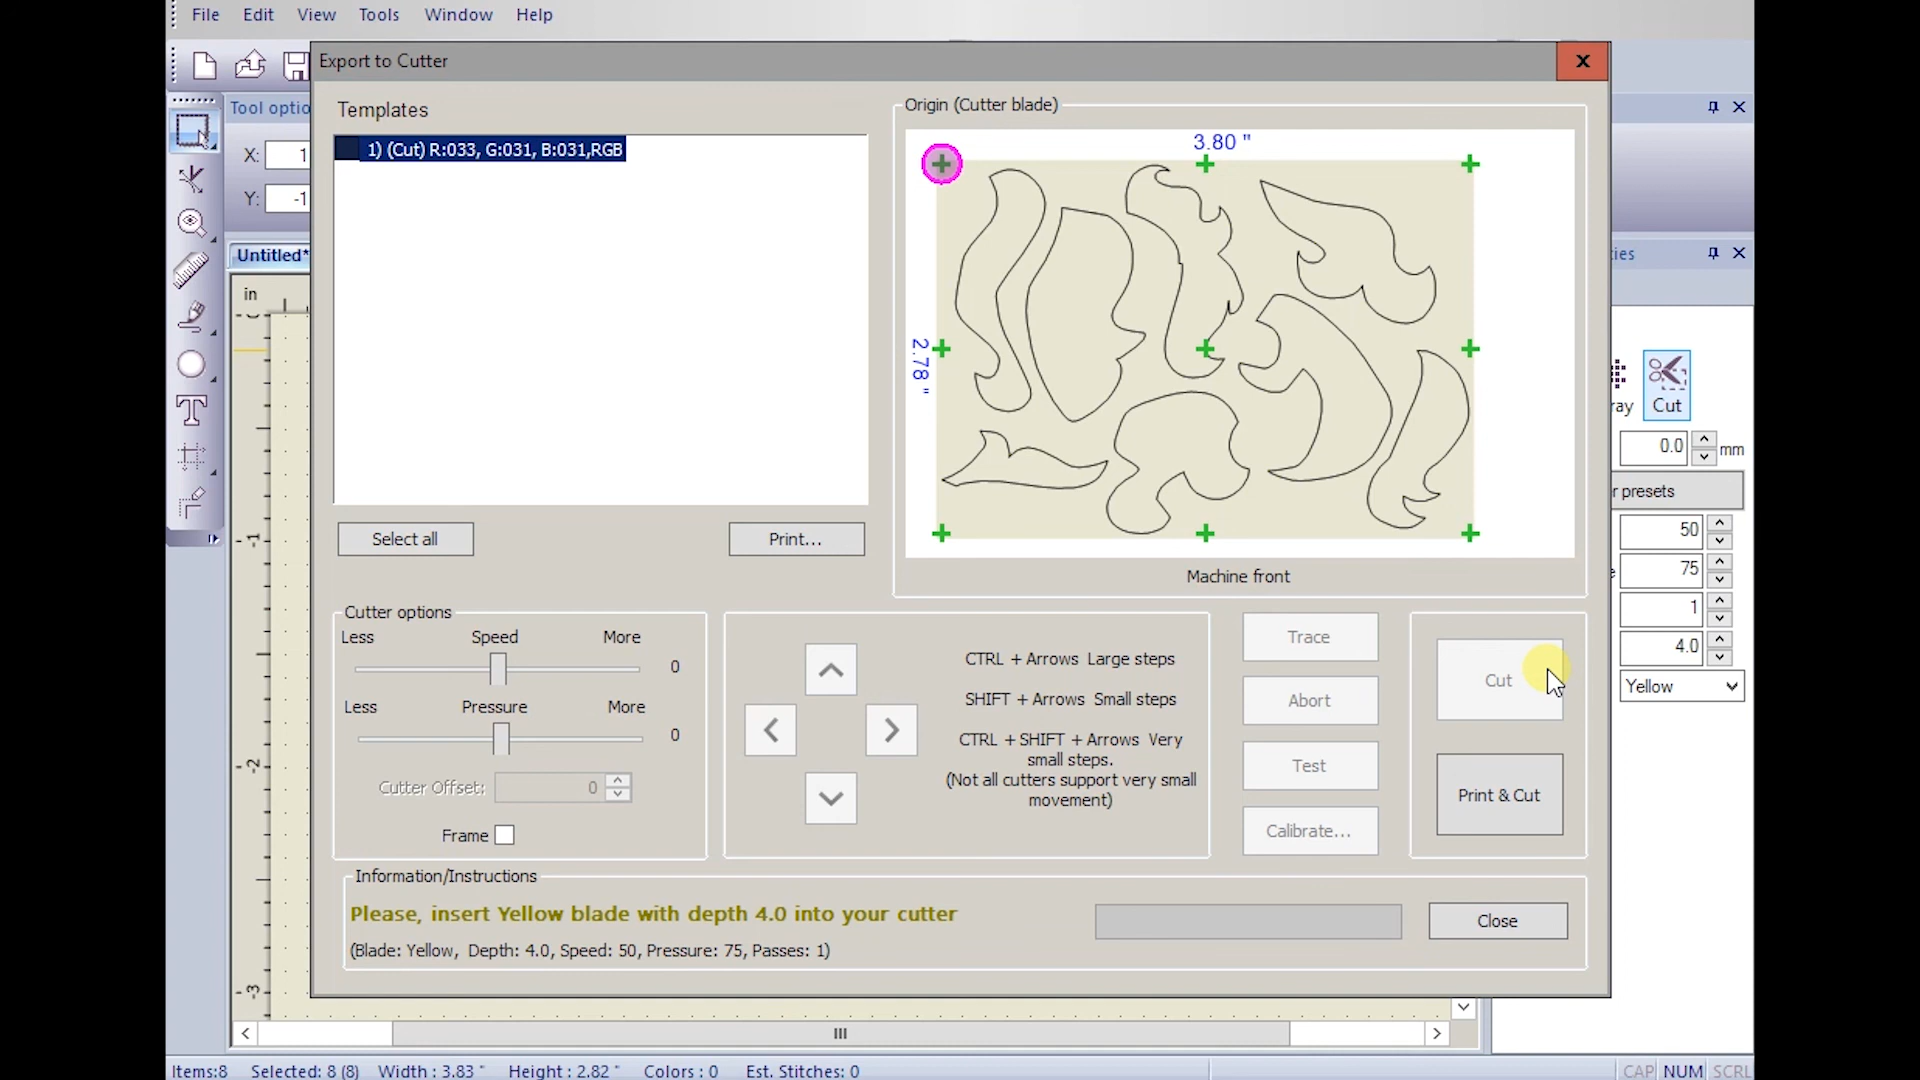 File Edit View Tools Window Help
Export to Cutter
X
Tool optio
X: 1
Y: -1
Untitled*
in
-1
-2
-3
Templates
1) (Cut) R:033, G:031, B:031,RGB
Select all
Print...
Origin (Cutter blade)
3.80 "
2.78 "
Machine front
Cutter options
Less Speed More
0
Less Pressure More
0
Cutter Offset: 0
Frame
CTRL + Arrows Large steps
SHIFT + Arrows Small steps
CTRL + SHIFT + Arrows Very
small steps.
(Not all cutters support very small
movement)
Trace
Abort
Test
Calibrate...
Cut
Print & Cut
Information/Instructions
Please, insert Yellow blade with depth 4.0 into your cutter
(Blade: Yellow, Depth: 4.0, Speed: 50, Pressure: 75, Passes: 1)
Close
ies
ray Cut
0.0 mm
r presets
50
e 75
1
4.0
Yellow
Items:8 Selected: 8 (8) Width : 3.83 " Height : 2.82 " Colors : 0 Est. Stitches: 0
CAP NUM SCRL